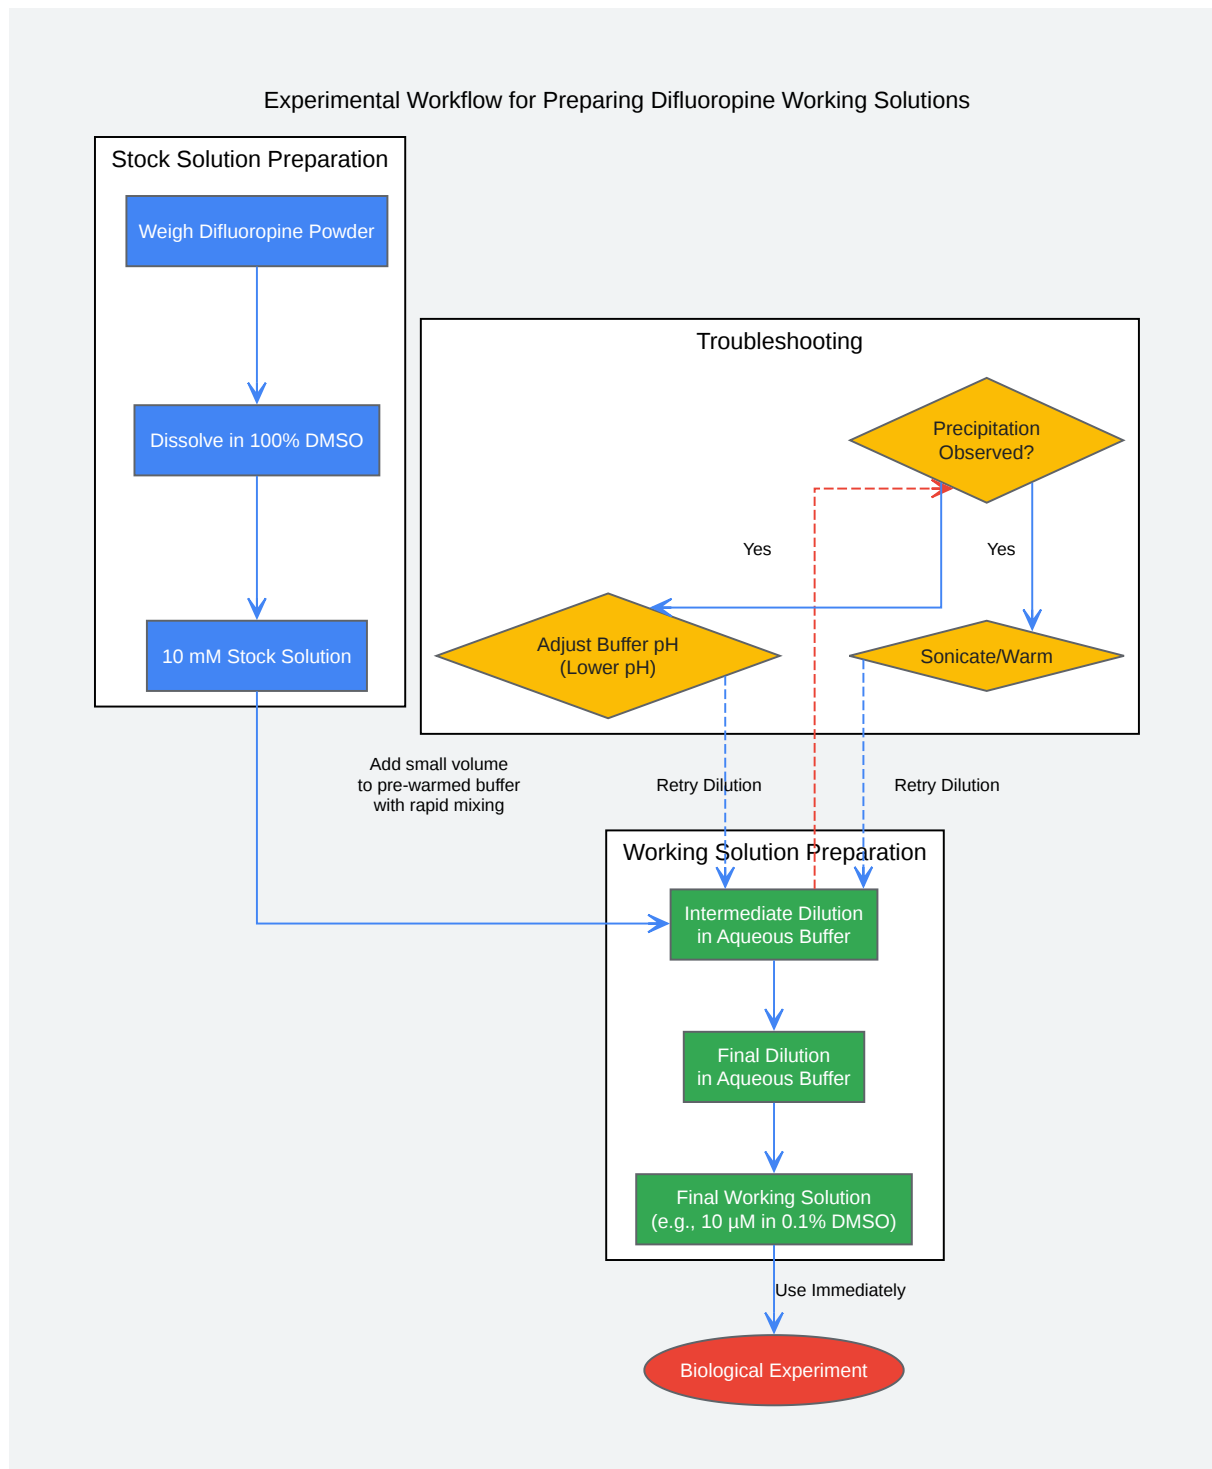 Experimental Workflow for Preparing Difluoropine Working Solutions
Stock Solution Preparation
Weigh Difluoropine Powder
Dissolve in 100% DMSO
10 mM Stock Solution
Troubleshooting
Precipitation
Observed?
Yes
Yes
Adjust Buffer pH
(Lower pH)
Sonicate/Warm
Add small volume
to pre-warmed buffer
with rapid mixing
Retry Dilution
Retry Dilution
Working Solution Preparation
Intermediate Dilution
in Aqueous Buffer
Final Dilution
in Aqueous Buffer
Final Working Solution
(e.g., 10 µM in 0.1% DMSO)
Use Immediately
Biological Experiment